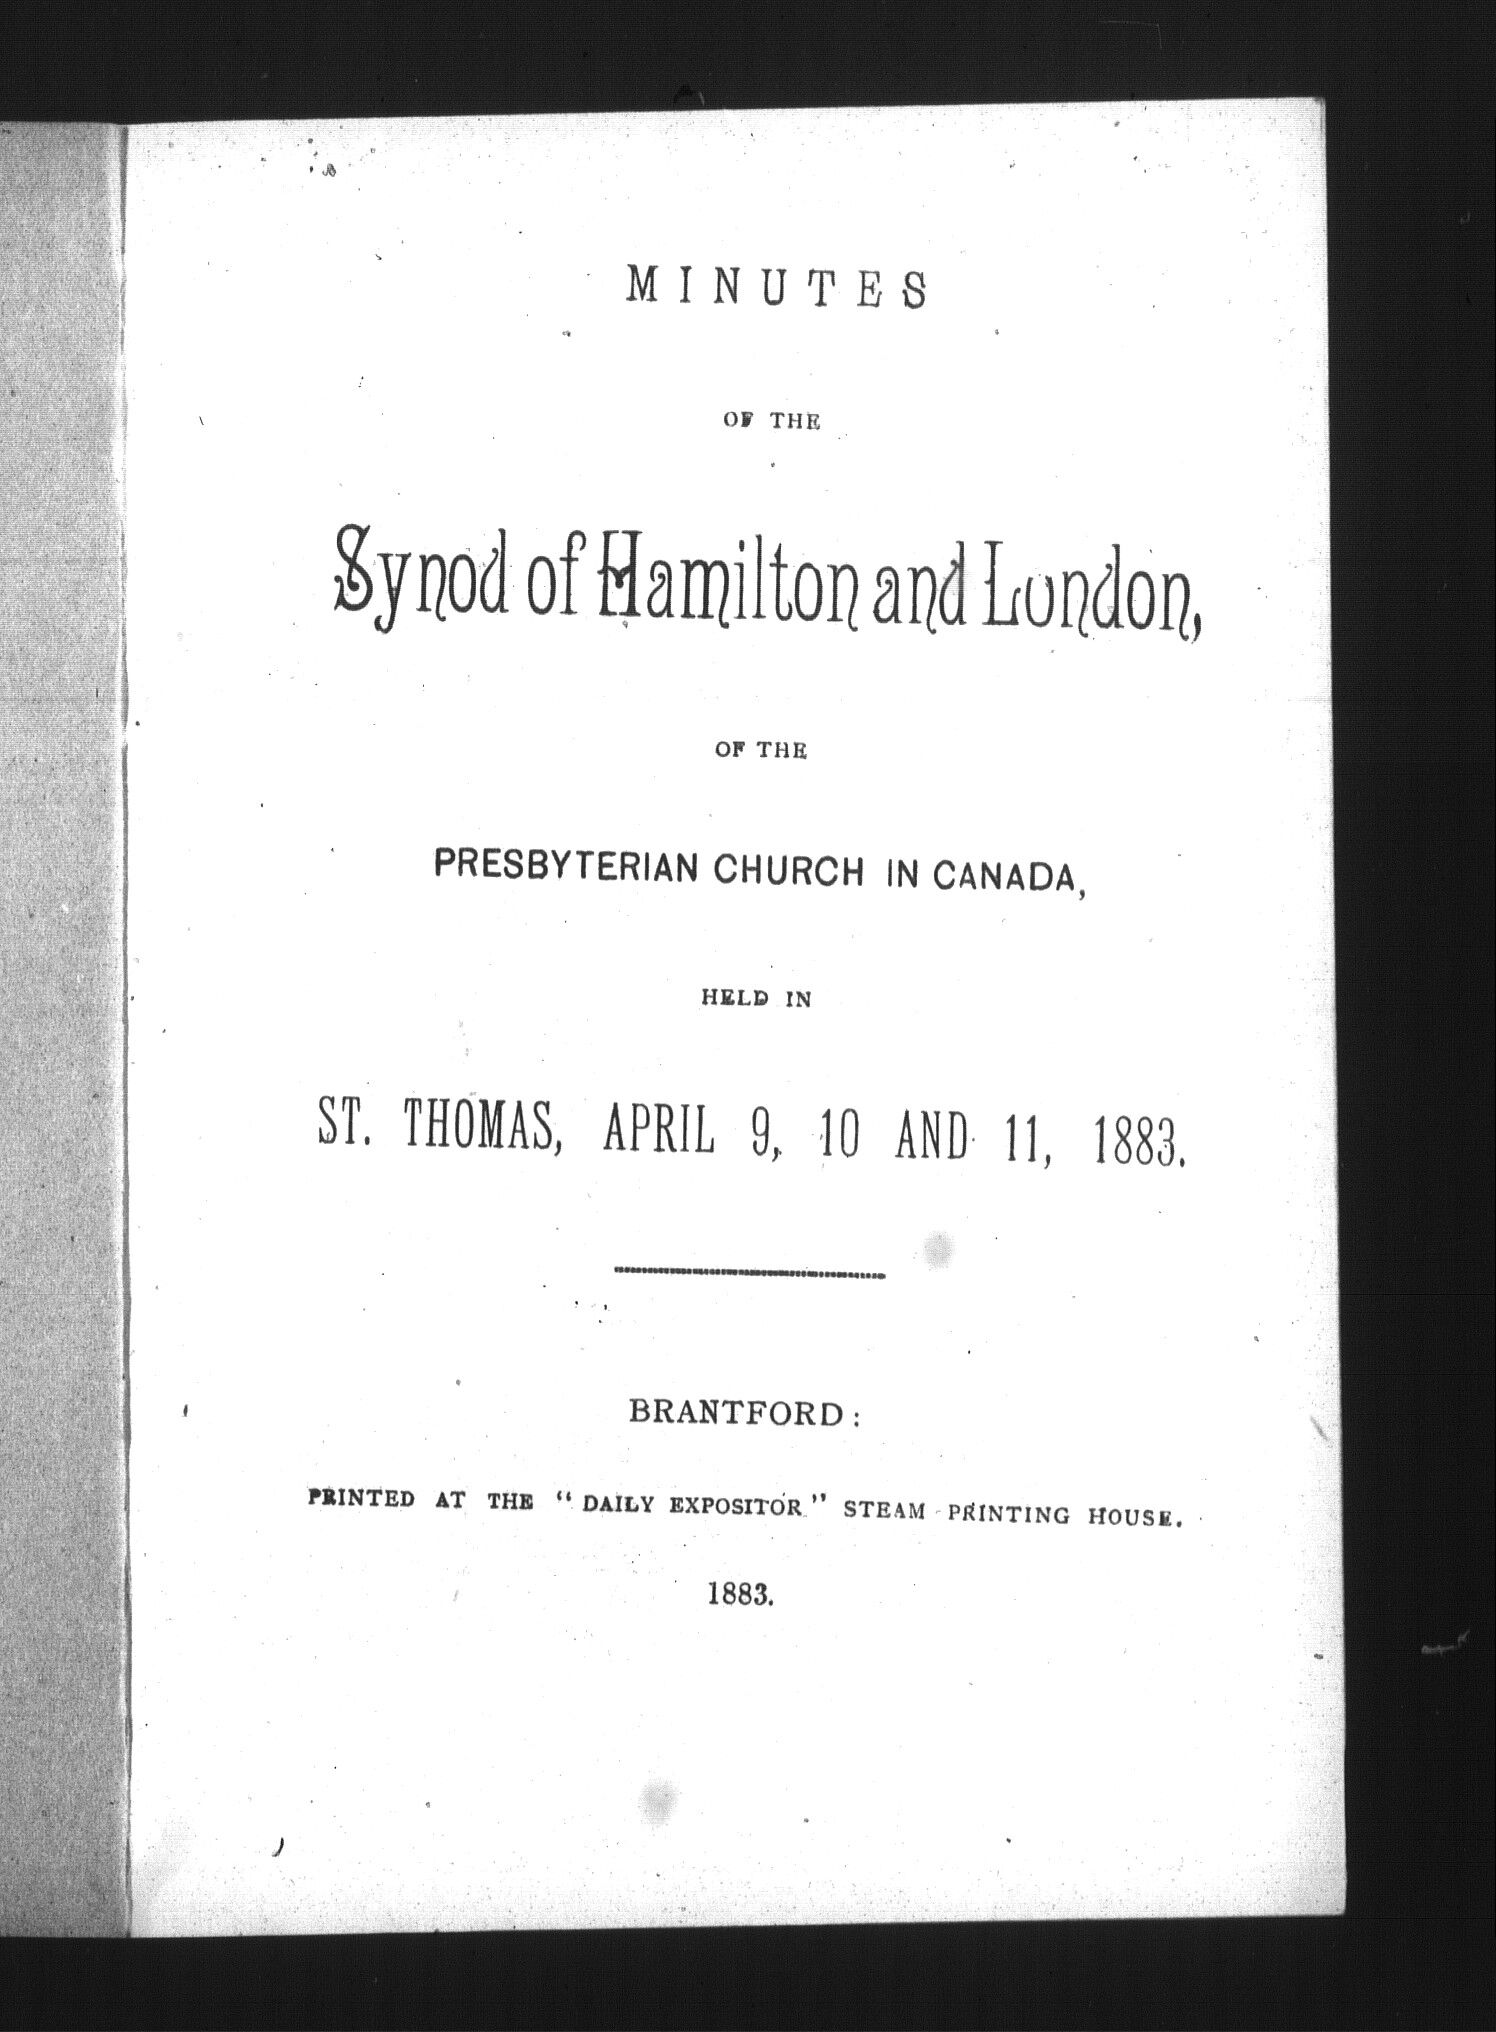 MINUTES
OF THE
Synod of Hamilton and London,
OF THE
PRESBYTERIAN CHURCH IN CANADA,
HELD IN
ST. THOMAS, APRIL 9, 10 AND 11, 1883.
BRANTFORD:
PRINTED AT THE "DAILY EXPOSITOR" STEAM PRINTING HOUSE.
1883.